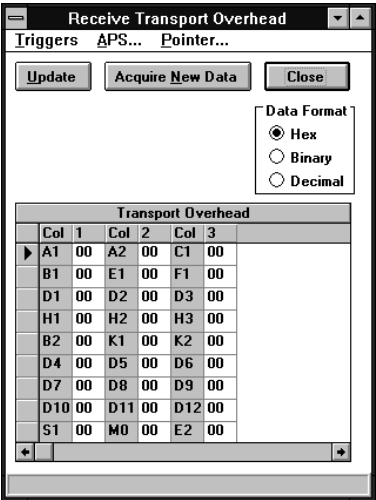 Receive Transport Overhead
Triggers APS... Pointer...
Update Acquire New Data Close
Data Format
Hex
Binary
Decimal
Transport Overhead
Col 1 Col 2 Col 3
A1 00 A2 00 C1 00
B1 00 E1 00 F1 00
D1 00 D2 00 D3 00
H1 00 H2 00 H3 00
B2 00 K1 00 K2 00
D4 00 D5 00 D6 00
D7 00 D8 00 D9 00
D10 00 D11 00 D12 00
S1 00 M0 00 E2 00